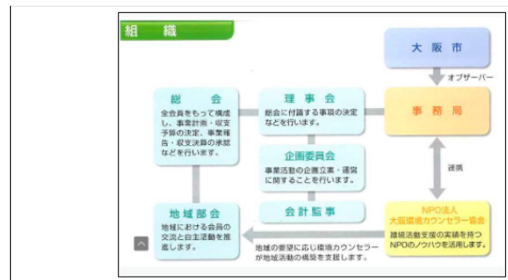 組 織
大 阪 市
オブザーバー
総 会
全会員をもって構成
し、事業計画・収支
予算の決定、事業報
告・収支決算の承認
などを行います。
理 事 会
総会に付議する事項の決定
などを行います。
事 務 局
企画委員会
事業活動の企画立案・運営
に関することを行います。
連携
地域部会
地域における会員の
交流と自主活動を推
進します。
会計監事
NPO法人
大阪環境カウンセラー協会
環境活動支援の実績を持つ
NPOのノウハウを活用します。
地域の要望に応じ環境カウンセラー
が地域活動の構築を支援します。